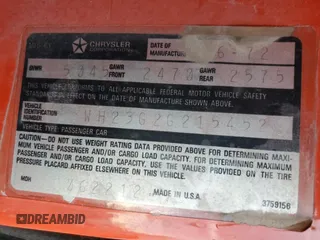 CHRYSLER
CORPORATION
DATE OF
MANUFACTURE 6-72
GVWR GAWR
FRONT 2470 GAWR
REAR 2575
THIS VEHICLE CONFORMS TO ALL APPLICABLE FEDERAL MOTOR VEHICLE SAFETY
STANDARDS IN EFFECT ON THE DATE OF MANUFACTURE SHOWN ABOVE.
VEHICLE
IDENTIFICATION
NUMBER
VEHICLE TYPE: PASSENGER CAR
CAUTION:- DO NOT USE WEIGHT RATING DATA FOR DETERMINING MAXI-
MUM PASSENGER AND/OR CARGO LOAD CAPACITY. FOR DETERMINING MAXIMUM
PASSENGER AND/OR CARGO LOAD CAPACITY, USE THE VALUES PROVIDED ON THE
TIRE PRESSURE PLACARD AFFIXED ELSEWHERE ON THIS VEHICLE.
MDH
MADE IN U.S.A. 3759156
DREAMBID